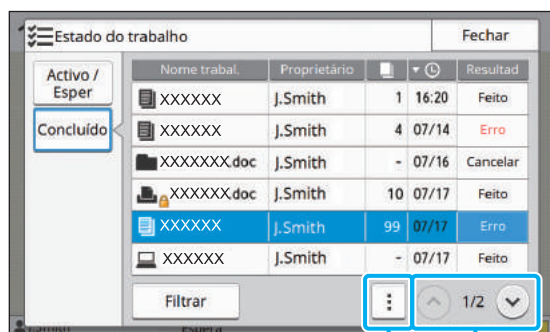 Estado do trabalho Fechar
Activo / Esper
Concluído
Nome trabal. Proprietário Resultad
XXXXXX J.Smith 1 16:20 Feito
XXXXXX J.Smith 4 07/14 Erro
XXXXXXX.doc J.Smith - 07/16 Cancelar
XXXXXXX.doc J.Smith 10 07/17 Feito
XXXXXX J.Smith 99 07/17 Erro
XXXXXX J.Smith - 07/17 Feito
Filtrar 1/2